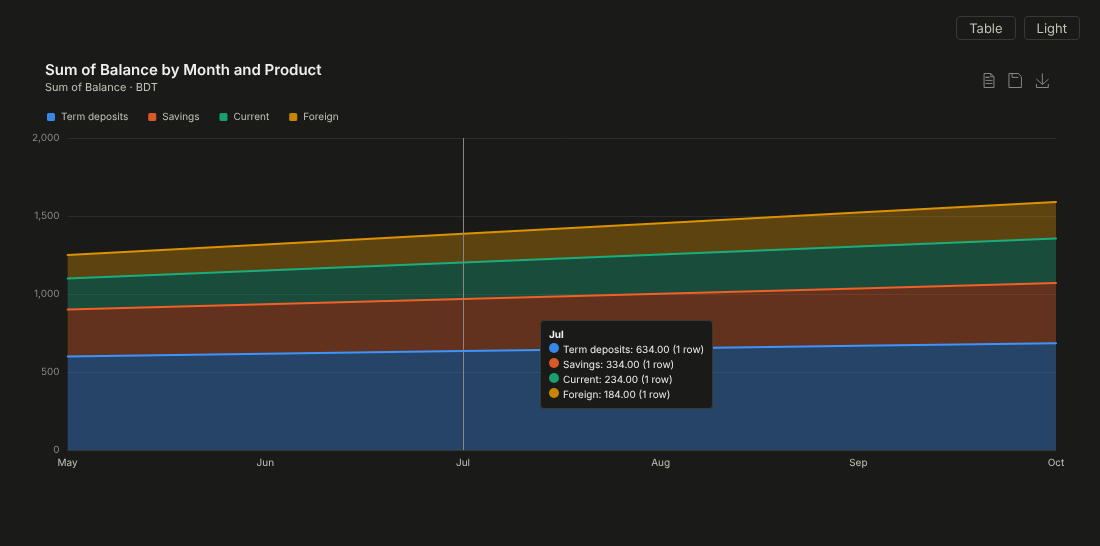 Table Light
Sum of Balance by Month and Product
Sum of Balance · BDT
Term deposits Savings Current Foreign
2,000
1,500
1,000
500
0
Jul
Term deposits: 634.00 (1 row)
Savings: 334.00 (1 row)
Current: 234.00 (1 row)
Foreign: 184.00 (1 row)
May Jun Jul Aug Sep Oct